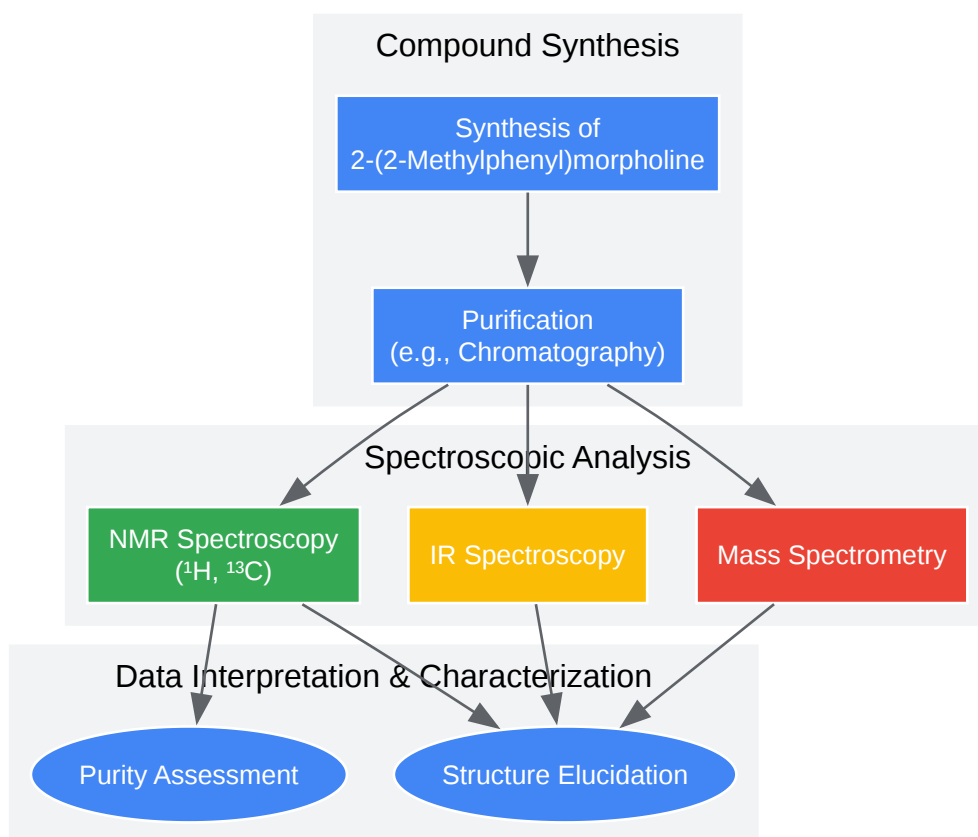 Compound Synthesis
Synthesis of
2-(2-Methylphenyl)morpholine
Purification
(e.g., Chromatography)
Spectroscopic Analysis
NMR Spectroscopy
(¹H, ¹³C)
IR Spectroscopy
Mass Spectrometry
Data Interpretation & Characterization
Purity Assessment
Structure Elucidation